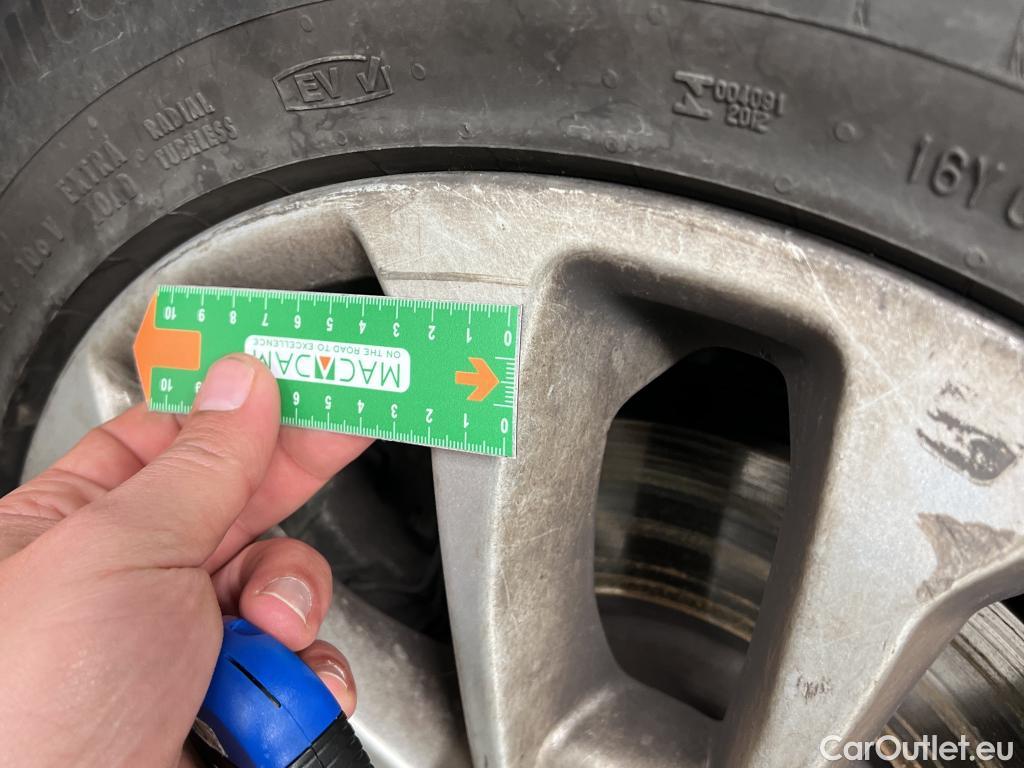 EV
RADIAL
TUBELESS
EXTRA
LOAD
004091
2012
16Y
100 V
10 9 8 7 6 5 4 3 2 1 0
MACADAM
ON THE ROAD TO EXCELLENCE
10 9 6 5 4 3 2 1 0
CarOutlet.eu